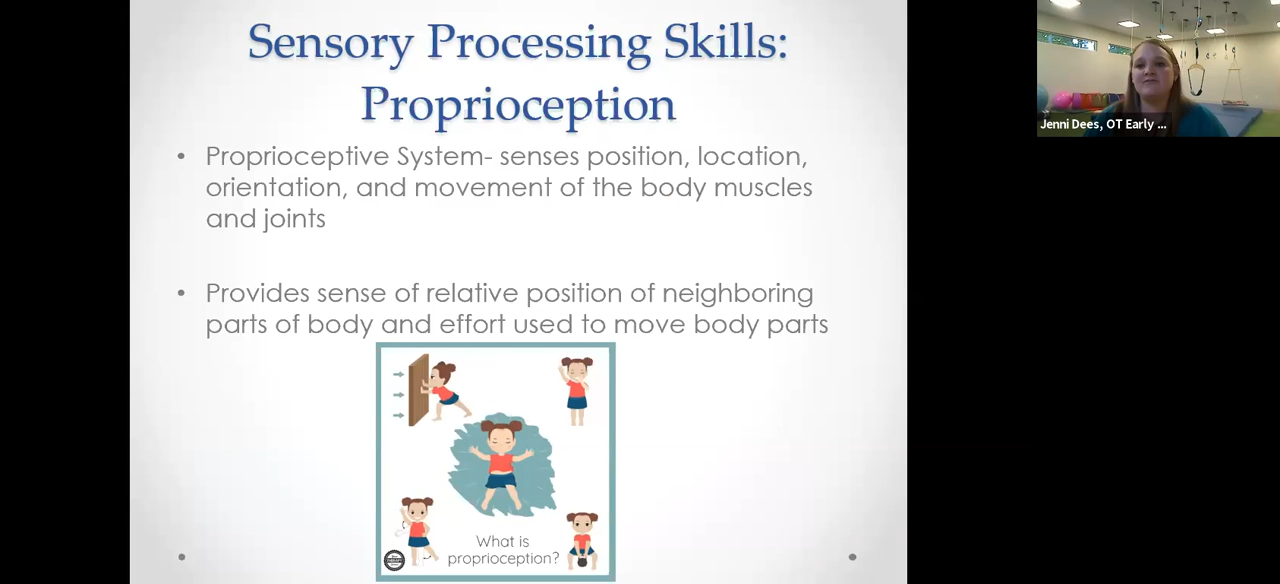 Sensory Processing Skills:
Proprioception
• Proprioceptive System- senses position, location,
orientation, and movement of the body muscles
and joints
• Provides sense of relative position of neighboring
parts of body and effort used to move body parts
What is
proprioception?
Jenni Dees, OT Early ...